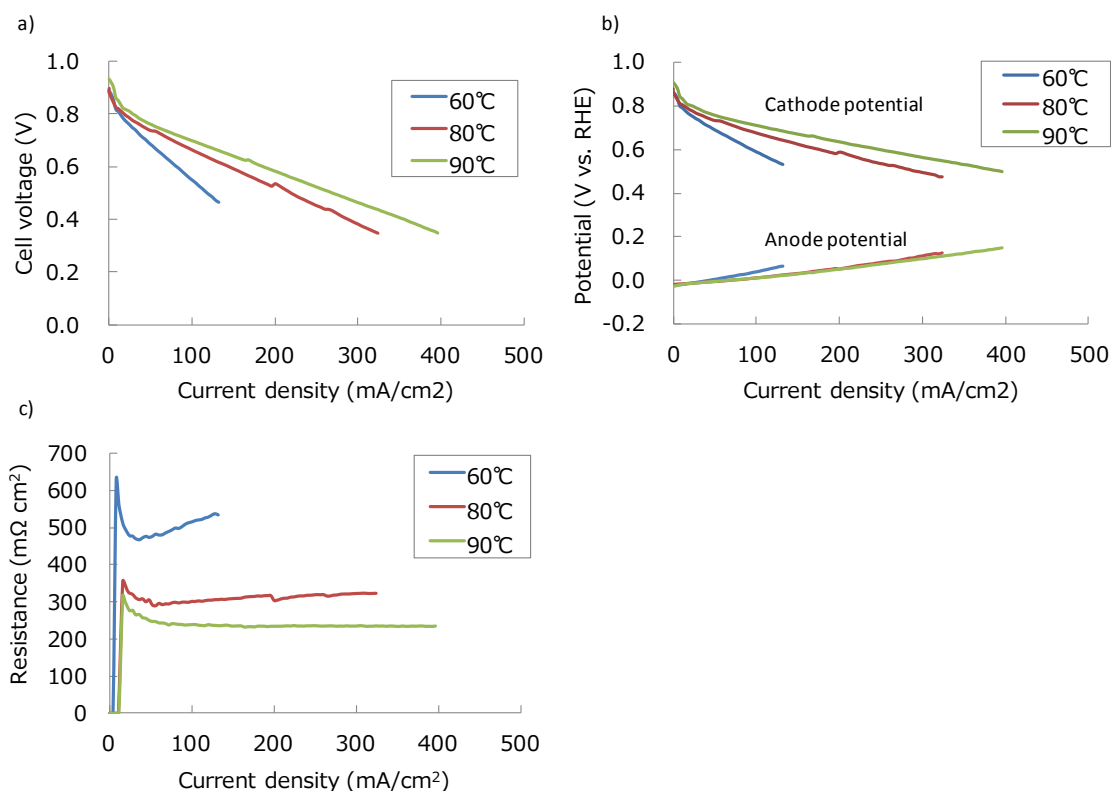 a)
1.0
0.8
0.6
0.4
0.2
0.0
Cell voltage (V)
0 100 200 300 400 500
Current density (mA/cm2)
60℃
80℃
90℃
b)
1.0
0.8
0.6
0.4
0.2
0.0
-0.2
Potential (V vs. RHE)
Cathode potential
Anode potential
0 100 200 300 400 500
Current density (mA/cm2)
60℃
80℃
90℃
c)
700
600
500
400
300
200
100
0
Resistance (mΩ cm²)
0 100 200 300 400 500
Current density (mA/cm²)
60℃
80℃
90℃